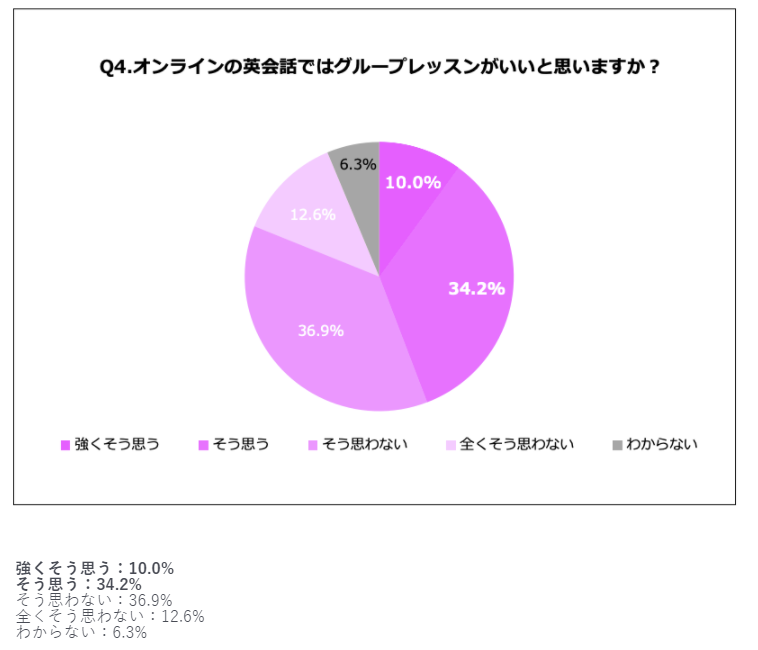 Q4.オンラインの英会話ではグループレッスンがいいと思いますか？
6.3%
10.0%
12.6%
34.2%
36.9%
強くそう思う そう思う そう思わない 全くそう思わない わからない
強くそう思う：10.0%
そう思う：34.2%
そう思わない：36.9%
全くそう思わない：12.6%
わからない：6.3%